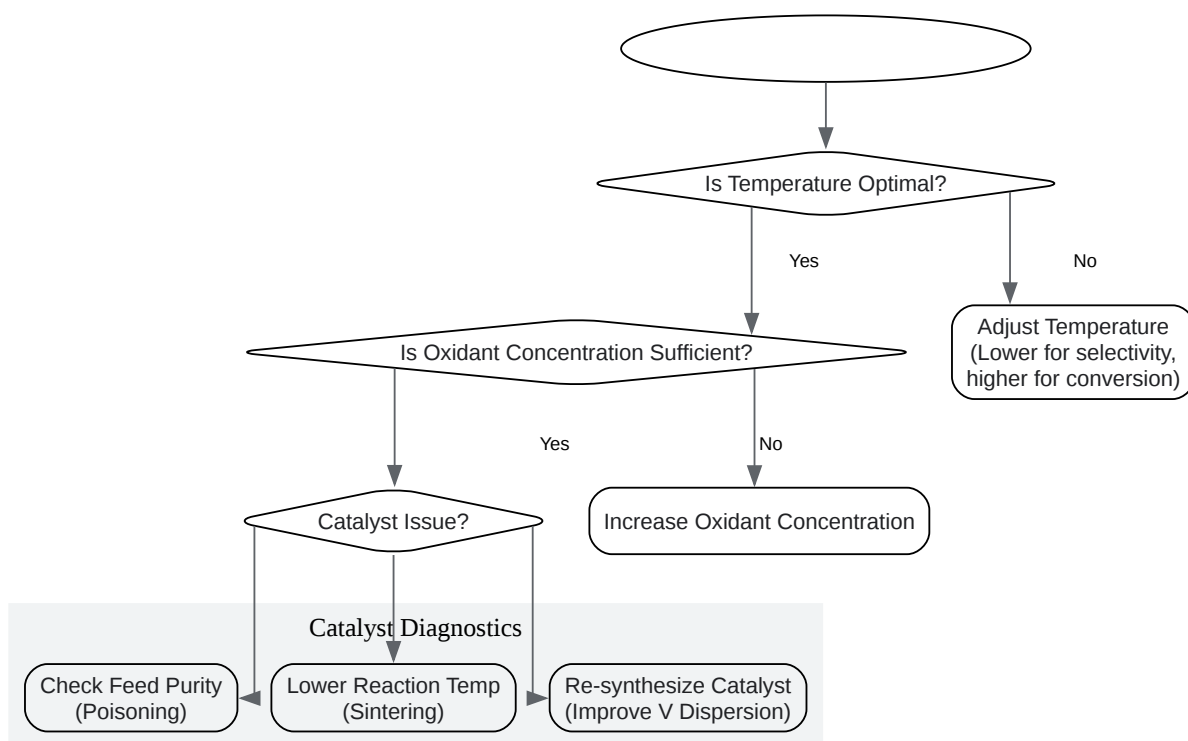 Is Temperature Optimal?
Yes
No
Adjust Temperature
(Lower for selectivity,
higher for conversion)
Is Oxidant Concentration Sufficient?
Yes
No
Catalyst Issue?
Increase Oxidant Concentration
Catalyst Diagnostics
Check Feed Purity
(Poisoning)
Lower Reaction Temp
(Sintering)
Re-synthesize Catalyst
(Improve V Dispersion)